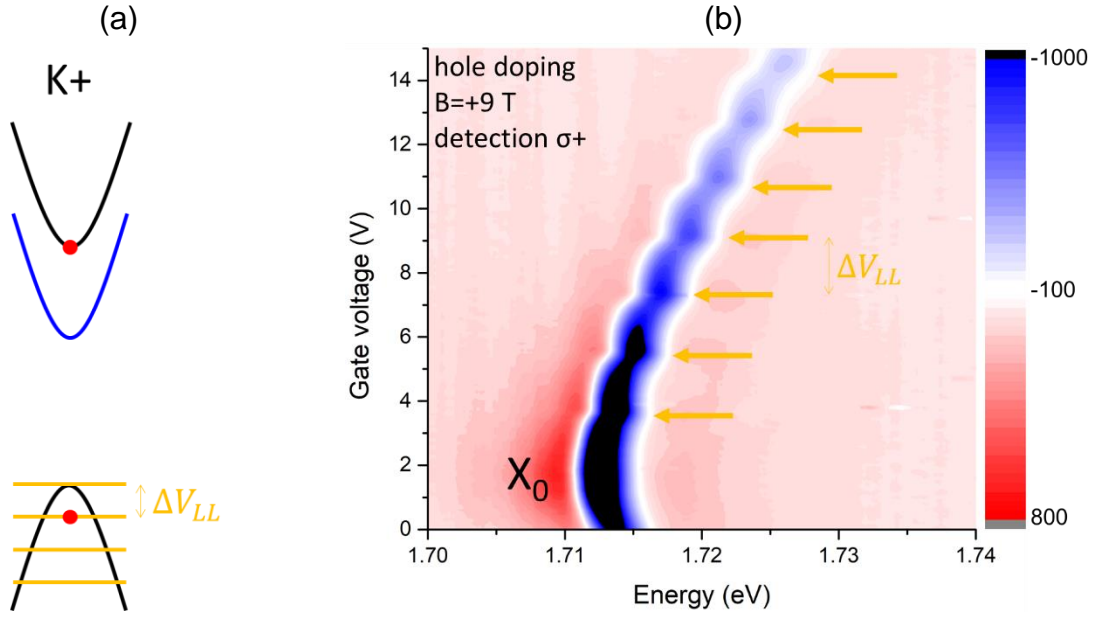 (a)
(b)
K+
ΔV_LL
hole doping
B=+9 T
detection σ+
X₀
ΔV_LL
Gate voltage (V)
14
12
10
8
6
4
2
0
1.70
1.71
1.72
1.73
1.74
Energy (eV)
-1000
-100
800